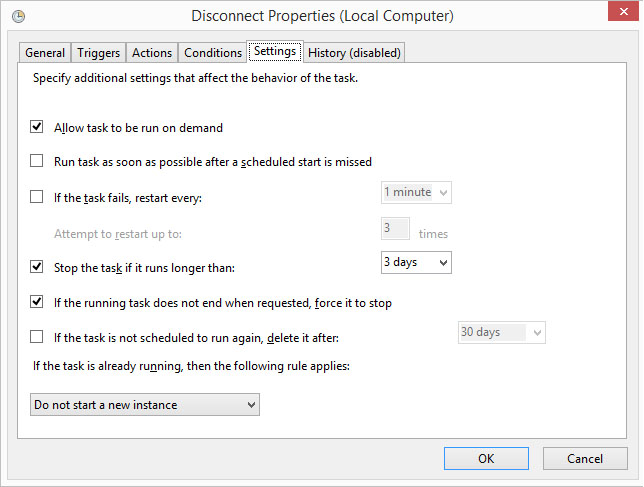 Disconnect Properties (Local Computer)
General Triggers Actions Conditions Settings History (disabled)
Specify additional settings that affect the behavior of the task.
Allow task to be run on demand
Run task as soon as possible after a scheduled start is missed
If the task fails, restart every: 1 minute
Attempt to restart up to: 3 times
Stop the task if it runs longer than: 3 days
If the running task does not end when requested, force it to stop
If the task is not scheduled to run again, delete it after: 30 days
If the task is already running, then the following rule applies:
Do not start a new instance
OK Cancel